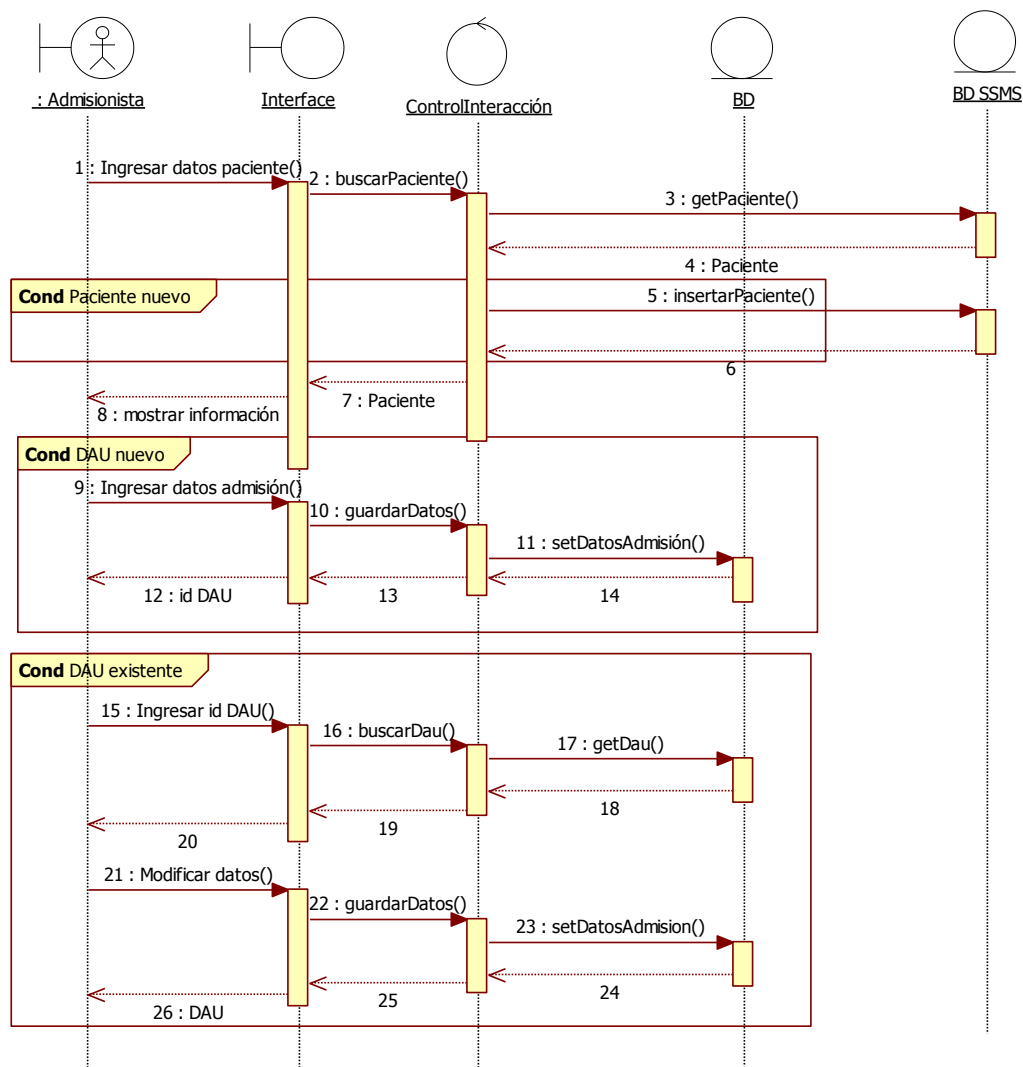 : Admisionista
Interface
ControlInteracción
BD
BD SSMS
1 : Ingresar datos paciente()
2 : buscarPaciente()
3 : getPaciente()
4 : Paciente
Cond Paciente nuevo
5 : insertarPaciente()
6
7 : Paciente
8 : mostrar información
Cond DAU nuevo
9 : Ingresar datos admisión()
10 : guardarDatos()
11 : setDatosAdmisión()
12 : id DAU
13
14
Cond DAU existente
15 : Ingresar id DAU()
16 : buscarDau()
17 : getDau()
18
19
20
21 : Modificar datos()
22 : guardarDatos()
23 : setDatosAdmision()
24
25
26 : DAU